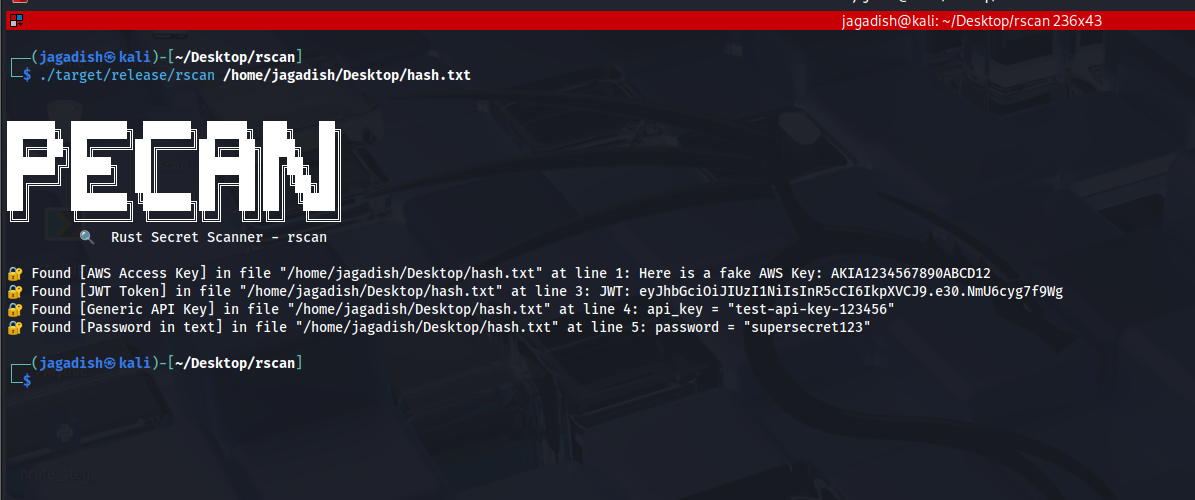 jagadish@kali: ~/Desktop/rscan 236x43
┌──(jagadish㉿kali)-[~/Desktop/rscan]
└─$ ./target/release/rscan /home/jagadish/Desktop/hash.txt
PECAN
🔍 Rust Secret Scanner - rscan
🔐 Found [AWS Access Key] in file "/home/jagadish/Desktop/hash.txt" at line 1: Here is a fake AWS Key: AKIA1234567890ABCD12
🔐 Found [JWT Token] in file "/home/jagadish/Desktop/hash.txt" at line 3: JWT: eyJhbGciOiJIUzI1NiIsInR5cCI6IkpXVCJ9.e30.NmU6cyg7f9Wg
🔐 Found [Generic API Key] in file "/home/jagadish/Desktop/hash.txt" at line 4: api_key = "test-api-key-123456"
🔐 Found [Password in text] in file "/home/jagadish/Desktop/hash.txt" at line 5: password = "supersecret123"
┌──(jagadish㉿kali)-[~/Desktop/rscan]
└─$